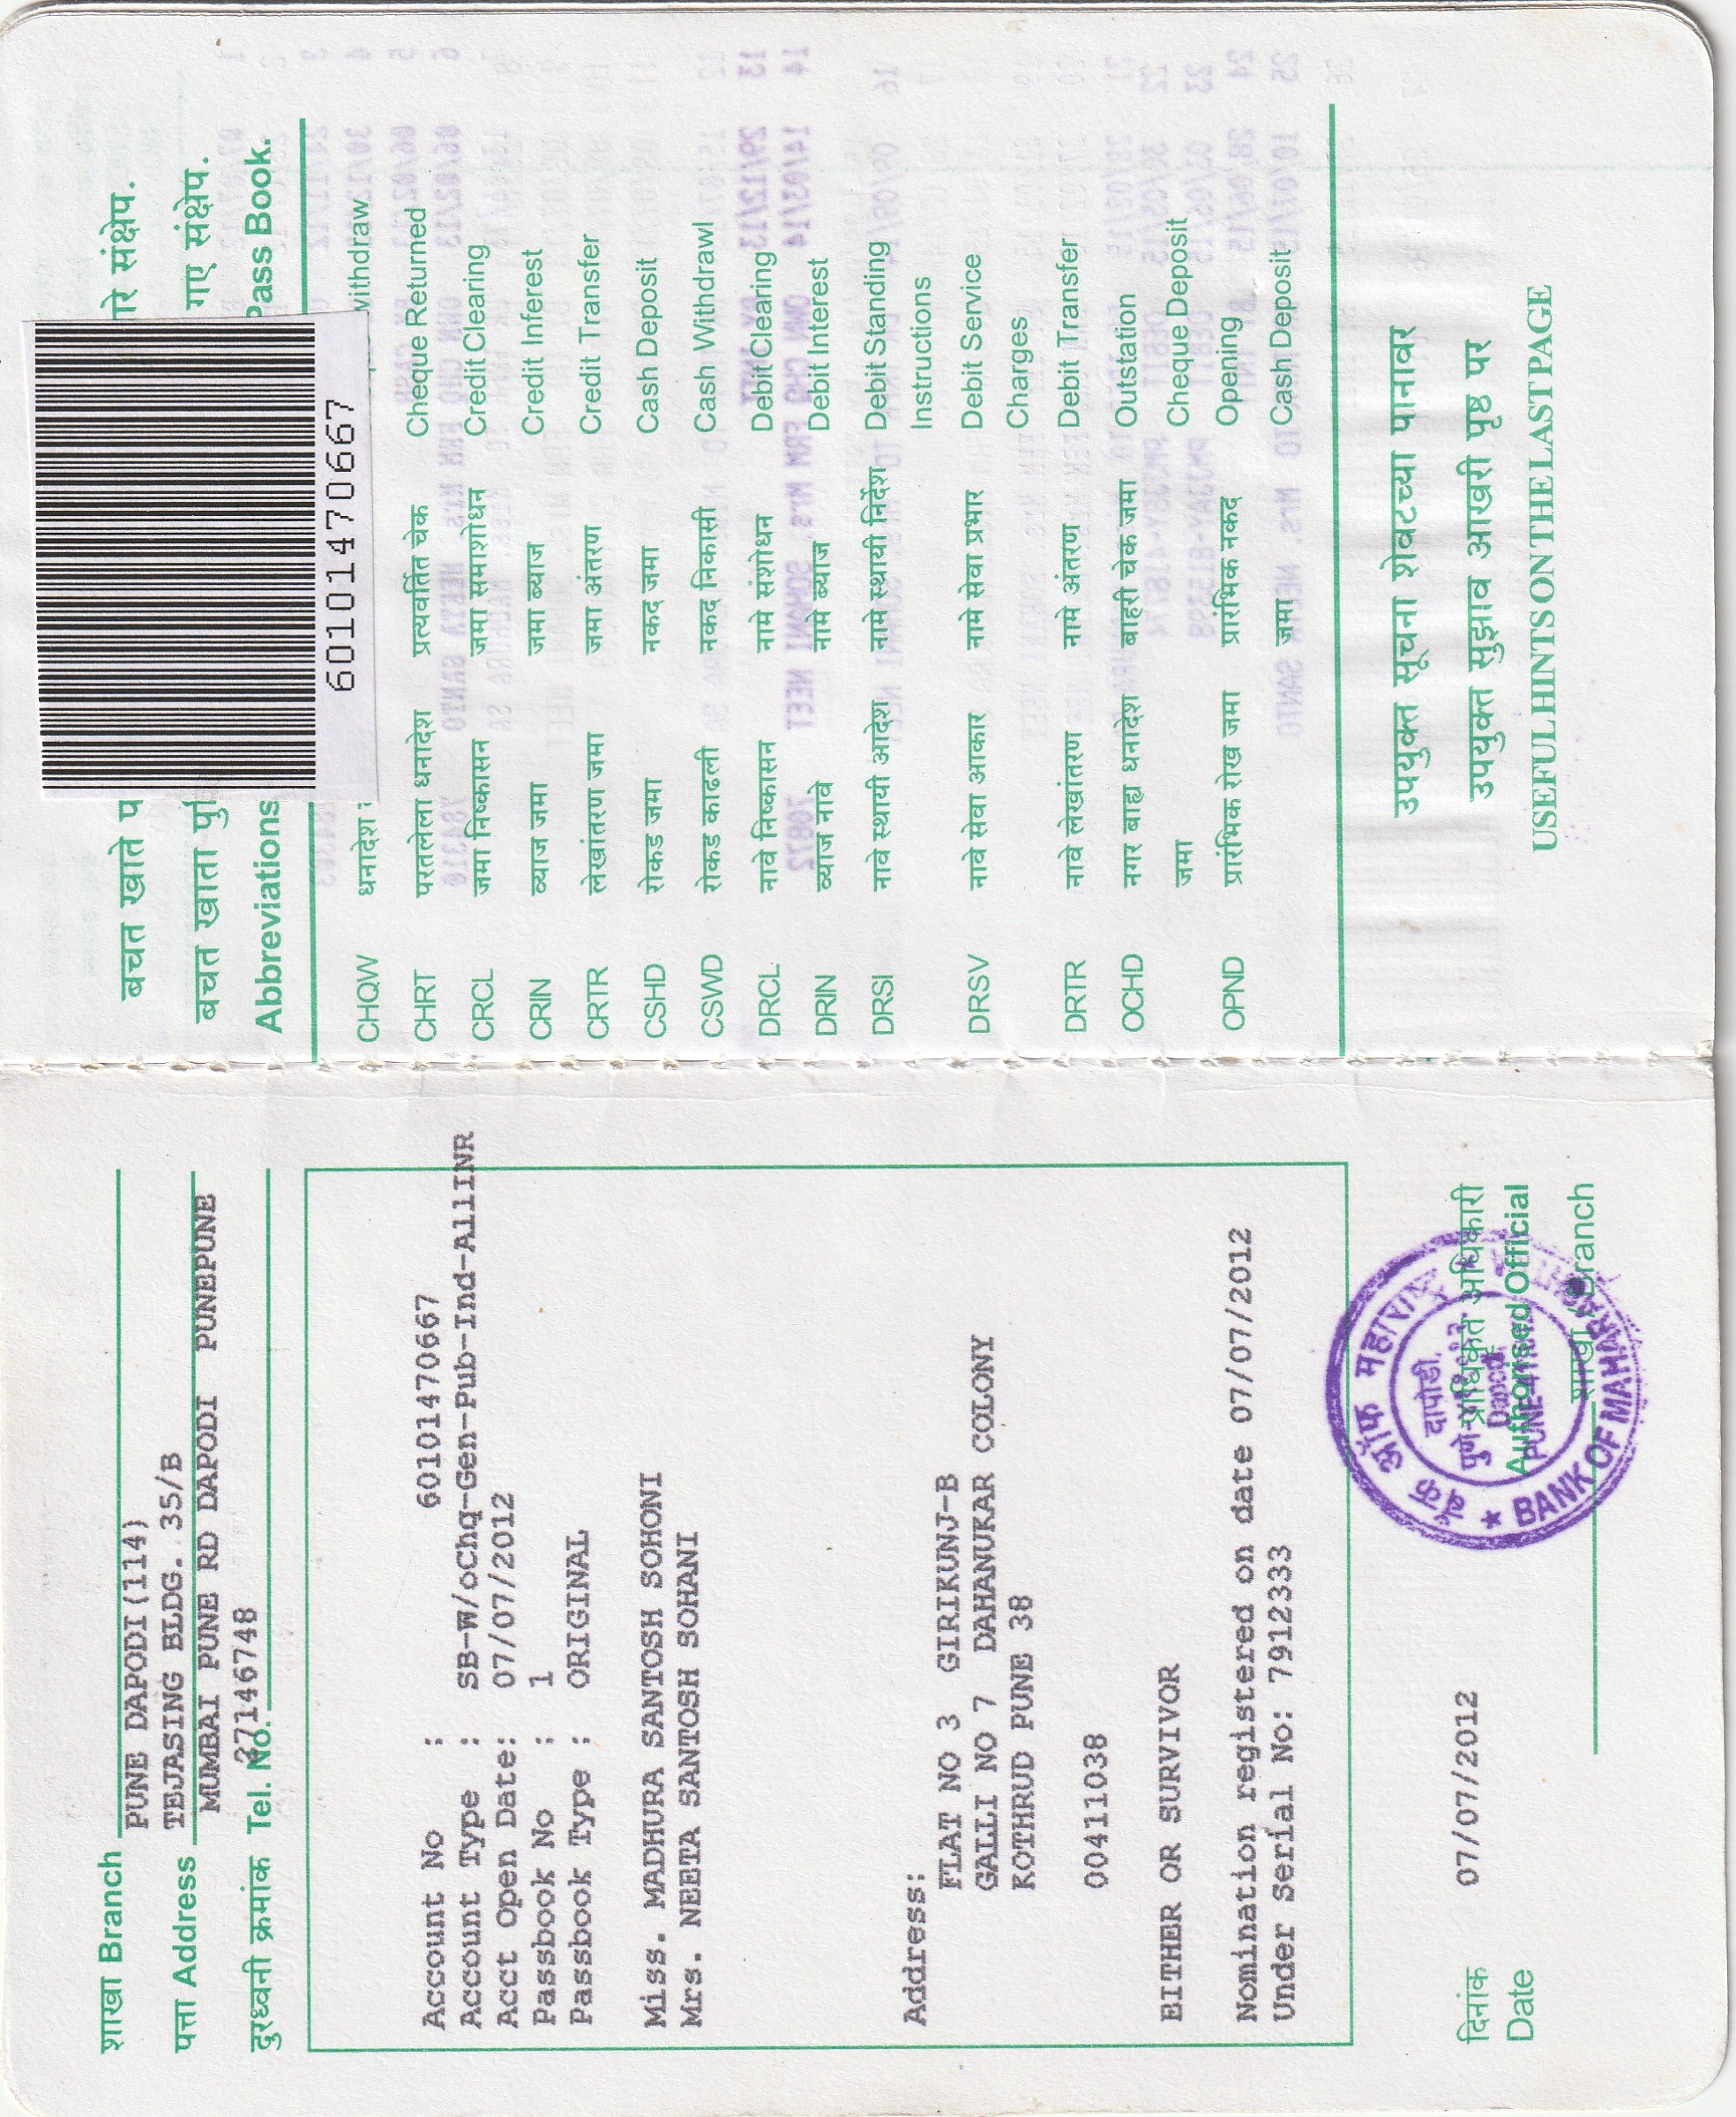 शाखा Branch
PUNE DAPODI(114)
पत्ता Address TEJASING BLDG. 35/B
MUMBAI PUNE RD DAPODI PUNEPUNE
दुरध्वनी क्रमांक Tel. No. 27146748
Account No : 60101470667
Account Type : SB-W/oChq-Gen-Pub-Ind-AllINR
Acct Open Date: 07/07/2012
Passbook No : 1
Passbook Type : ORIGINAL
Miss. MADHURA SANTOSH SOHONI
Mrs. NEETA SANTOSH SOHANI
Address:
FLAT NO 3 GIRIKUNJ-B
GALLI NO 7 DAHANUKAR COLONY
KOTHRUD PUNE 38
00411038
EITHER OR SURVIVOR
Nomination registered on date 07/07/2012
Under Serial No: 7912333
दिनांक 07/07/2012
Date
प्राधिकृत अधिकारी
Authorised Official
शाखा / Branch
बँक ऑफ महाराष्ट्र
दापोडी,
पुणे
Dapodi,
PUNE
BANK OF MAHARASHTRA
बचत खाते संक्षेप.
बचत खाता गए संक्षेप.
Abbreviations Pass Book.
60101470667
CHQW धनादेश withdraw
CHRT परतलेला धनादेश प्रत्यवर्तित चेक Cheque Returned
CRCL जमा निष्कासन जमा समाशोधन Credit Clearing
CRIN व्याज जमा जमा ब्याज Credit Inferest
CRTR लेखांतरण जमा जमा अंतरण Credit Transfer
CSHD रोकड जमा नकद जमा Cash Deposit
CSWD रोकड काढली नकद निकासी Cash Withdrawl
DRCL नावे निष्कासन नामे संशोधन Debit Clearing
DRIN व्याज नावे नामे ब्याज Debit Interest
DRSI नावे स्थायी आदेश नामे स्थायी निर्देश Debit Standing
Instructions
DRSV नावे सेवा आकार नामे सेवा प्रभार Debit Service
Charges
DRTR नावे लेखांतरण नामे अंतरण Debit Transfer
OCHD नगर बाह्य धनादेश बाहरी चेक जमा Outstation
जमा Cheque Deposit
OPND प्रारंभिक रोख जमा प्रारंभिक नकद Opening
जमा Cash Deposit
उपयुक्त सूचना शेवटच्या पानावर
उपयुक्त सुझाव आखरी पृष्ठ पर
USEFUL HINTS ON THE LAST PAGE